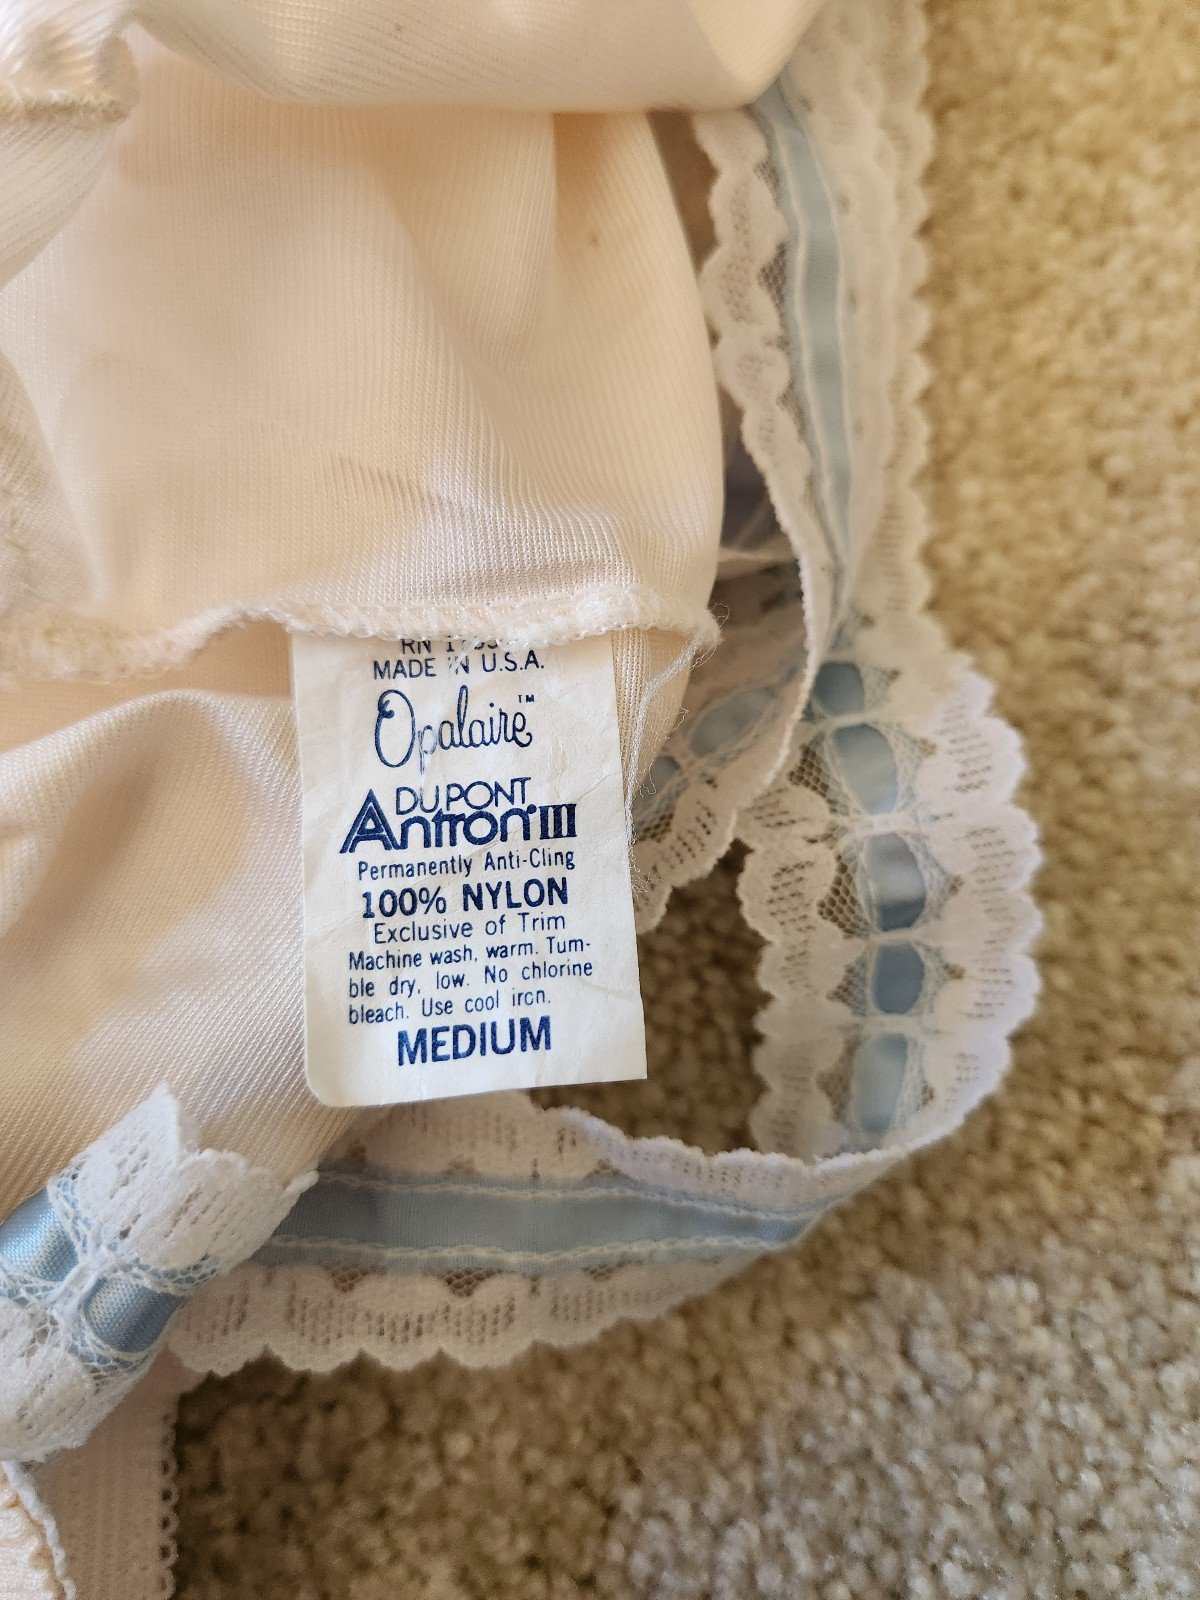 RN
MADE IN U.S.A.
Opalaire™
DU PONT
Antron® III
Permanently Anti-Cling
100% NYLON
Exclusive of Trim
Machine wash, warm. Tum-
ble dry, low. No chlorine
bleach. Use cool iron.
MEDIUM